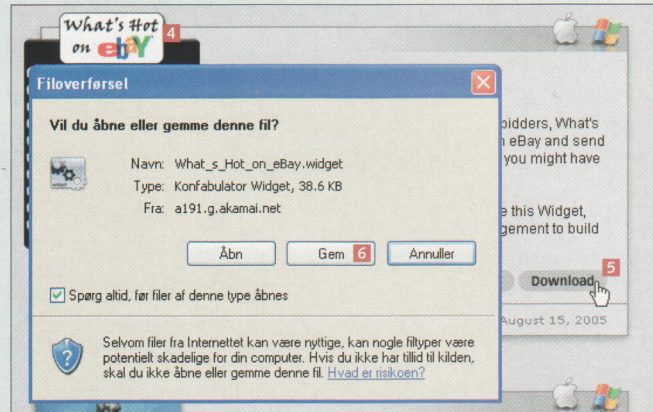 What's Hot 4
on ebY
Filoverførsel
Vil du åbne eller gemme denne fil?
Navn: What_s_Hot_on_eBay.widget
Type: Konfabulator Widget, 38.6 KB
Fra: a191.g.akamai.net
Åbn Gem 6 Annuller
Spørg altid, før filer af denne type åbnes
Selvom filer fra Internettet kan være nyttige, kan nogle filtyper være
potentielt skadelige for din computer. Hvis du ikke har tillid til kilden,
skal du ikke åbne eller gemme denne fil. Hvad er risikoen?
bidders, What's
eBay and send
you might have
this Widget,
gement to build
5
Download
August 15, 2005